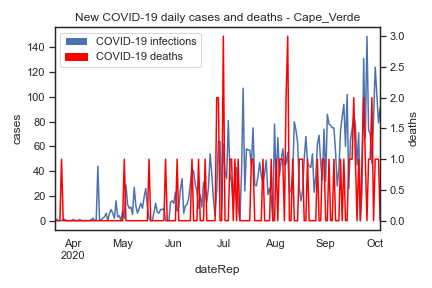 New COVID-19 daily cases and deaths - Cape_Verde
COVID-19 infections
COVID-19 deaths
cases
140
120
100
80
60
40
20
0
deaths
3.0
2.5
2.0
1.5
1.0
0.5
0.0
Apr May Jun Jul Aug Sep Oct
2020
dateRep